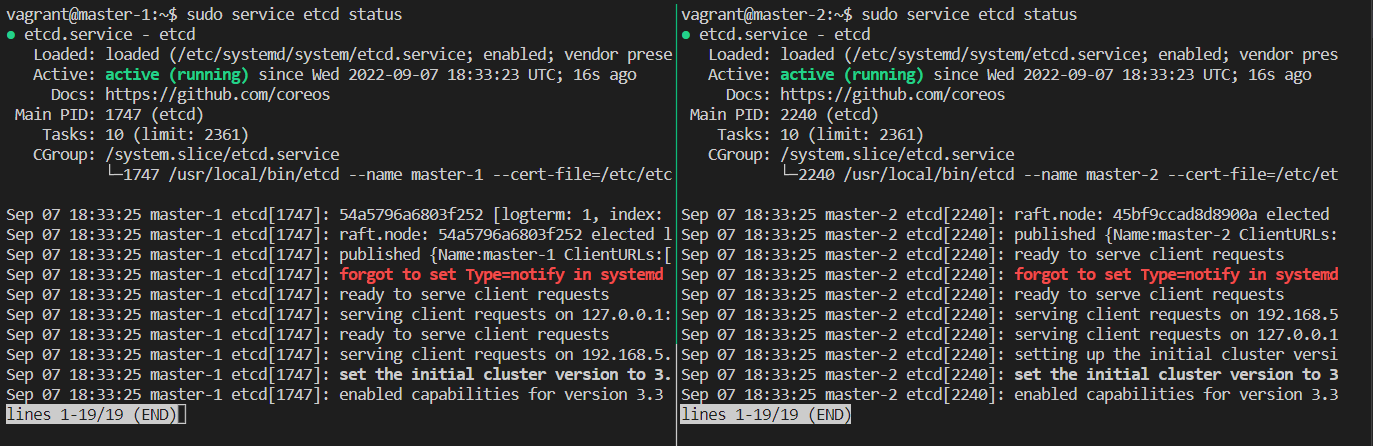 vagrant@master-1:~$ sudo service etcd status
● etcd.service - etcd
   Loaded: loaded (/etc/systemd/system/etcd.service; enabled; vendor prese
   Active: active (running) since Wed 2022-09-07 18:33:23 UTC; 16s ago
     Docs: https://github.com/coreos
 Main PID: 1747 (etcd)
    Tasks: 10 (limit: 2361)
   CGroup: /system.slice/etcd.service
           └─1747 /usr/local/bin/etcd --name master-1 --cert-file=/etc/etc
Sep 07 18:33:25 master-1 etcd[1747]: 54a5796a6803f252 [logterm: 1, index:
Sep 07 18:33:25 master-1 etcd[1747]: raft.node: 54a5796a6803f252 elected l
Sep 07 18:33:25 master-1 etcd[1747]: published {Name:master-1 ClientURLs:[
Sep 07 18:33:25 master-1 etcd[1747]: forgot to set Type=notify in systemd
Sep 07 18:33:25 master-1 etcd[1747]: ready to serve client requests
Sep 07 18:33:25 master-1 etcd[1747]: serving client requests on 127.0.0.1:
Sep 07 18:33:25 master-1 etcd[1747]: ready to serve client requests
Sep 07 18:33:25 master-1 etcd[1747]: serving client requests on 192.168.5.
Sep 07 18:33:25 master-1 etcd[1747]: set the initial cluster version to 3.
Sep 07 18:33:25 master-1 etcd[1747]: enabled capabilities for version 3.3
lines 1-19/19 (END)
vagrant@master-2:~$ sudo service etcd status
● etcd.service - etcd
   Loaded: loaded (/etc/systemd/system/etcd.service; enabled; vendor pres
   Active: active (running) since Wed 2022-09-07 18:33:23 UTC; 16s ago
     Docs: https://github.com/coreos
 Main PID: 2240 (etcd)
    Tasks: 10 (limit: 2361)
   CGroup: /system.slice/etcd.service
           └─2240 /usr/local/bin/etcd --name master-2 --cert-file=/etc/et
Sep 07 18:33:25 master-2 etcd[2240]: raft.node: 45bf9ccad8d8900a elected
Sep 07 18:33:25 master-2 etcd[2240]: published {Name:master-2 ClientURLs:
Sep 07 18:33:25 master-2 etcd[2240]: ready to serve client requests
Sep 07 18:33:25 master-2 etcd[2240]: forgot to set Type=notify in systemd
Sep 07 18:33:25 master-2 etcd[2240]: ready to serve client requests
Sep 07 18:33:25 master-2 etcd[2240]: serving client requests on 192.168.5
Sep 07 18:33:25 master-2 etcd[2240]: serving client requests on 127.0.0.1
Sep 07 18:33:25 master-2 etcd[2240]: setting up the initial cluster versi
Sep 07 18:33:25 master-2 etcd[2240]: set the initial cluster version to 3
Sep 07 18:33:25 master-2 etcd[2240]: enabled capabilities for version 3.3
lines 1-19/19 (END)